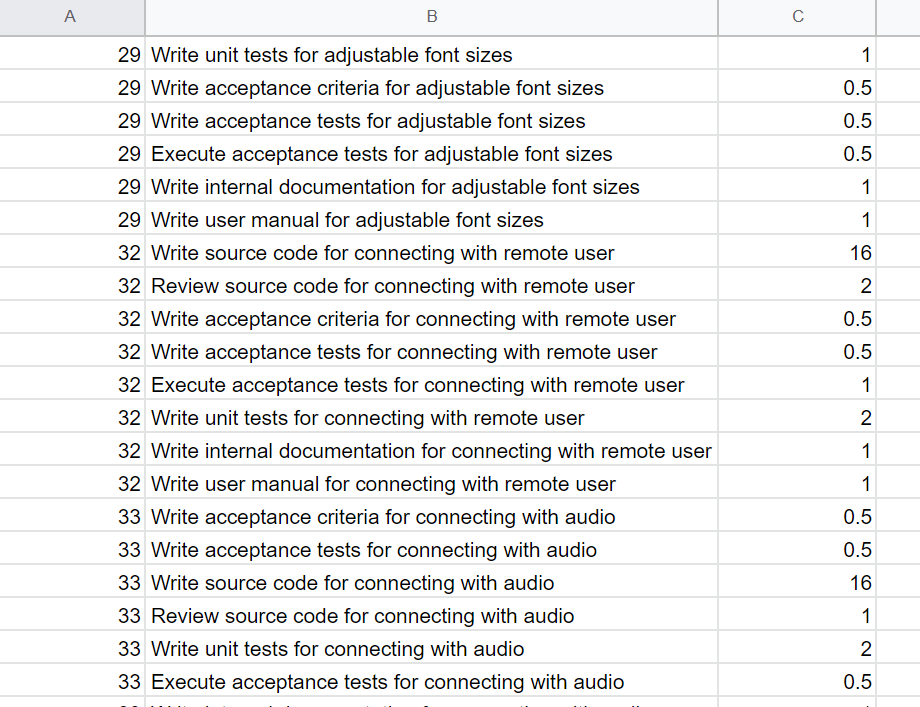 A B C
29 Write unit tests for adjustable font sizes 1
29 Write acceptance criteria for adjustable font sizes 0.5
29 Write acceptance tests for adjustable font sizes 0.5
29 Execute acceptance tests for adjustable font sizes 0.5
29 Write internal documentation for adjustable font sizes 1
29 Write user manual for adjustable font sizes 1
32 Write source code for connecting with remote user 16
32 Review source code for connecting with remote user 2
32 Write acceptance criteria for connecting with remote user 0.5
32 Write acceptance tests for connecting with remote user 0.5
32 Execute acceptance tests for connecting with remote user 1
32 Write unit tests for connecting with remote user 2
32 Write internal documentation for connecting with remote user 1
32 Write user manual for connecting with remote user 1
33 Write acceptance criteria for connecting with audio 0.5
33 Write acceptance tests for connecting with audio 0.5
33 Write source code for connecting with audio 16
33 Review source code for connecting with audio 1
33 Write unit tests for connecting with audio 2
33 Execute acceptance tests for connecting with audio 0.5